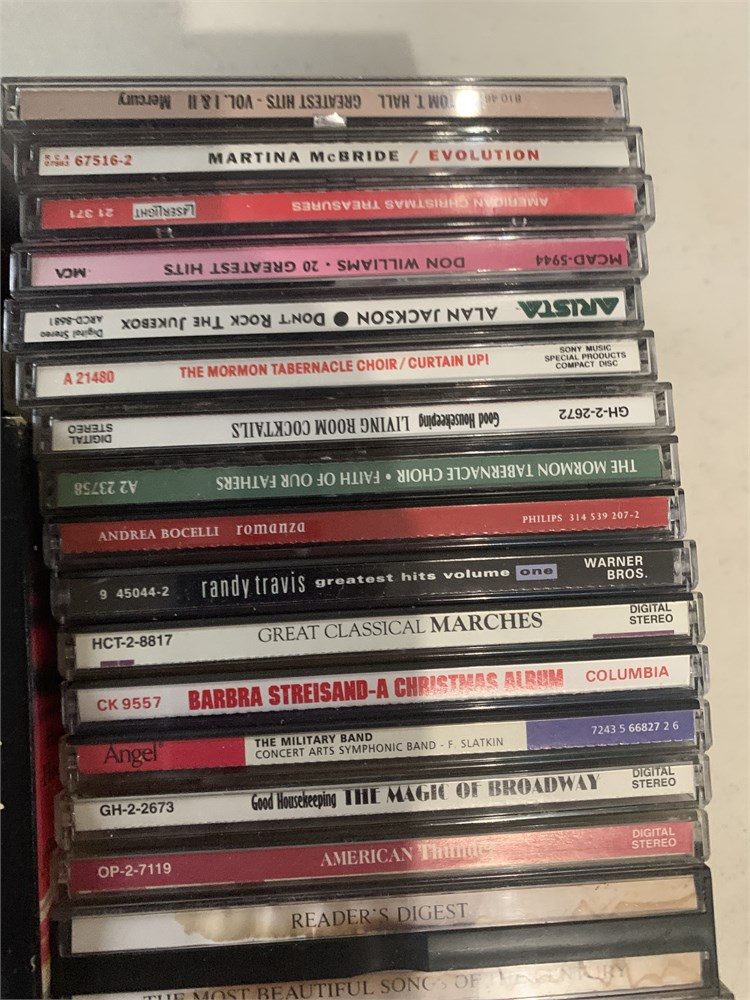 TOM T. HALL GREATEST HITS - VOL. I & II Mercury
67516-2 MARTINA McBRIDE / EVOLUTION
AMERICAN CHRISTMAS TREASURES LASERLIGHT 21 371
MCAD-5944 DON WILLIAMS • 20 GREATEST HITS MCA
ARISTA ALAN JACKSON ● DON'T ROCK THE JUKEBOX Digital Stereo ARCD-8681
A 21480 THE MORMON TABERNACLE CHOIR / CURTAIN UP! SONY MUSIC SPECIAL PRODUCTS COMPACT DISC
GH-2-2672 Good Housekeeping LIVING ROOM COCKTAILS DIGITAL STEREO
THE MORMON TABERNACLE CHOIR • FAITH OF OUR FATHERS A2 23758
ANDREA BOCELLI romanza PHILIPS 314 539 207-2
9 45044-2 randy travis greatest hits volume one WARNER BROS.
HCT-2-8817 GREAT CLASSICAL MARCHES DIGITAL STEREO
CK 9557 BARBRA STREISAND-A CHRISTMAS ALBUM COLUMBIA
Angel THE MILITARY BAND CONCERT ARTS SYMPHONIC BAND - F. SLATKIN 7243 5 66827 2 6
GH-2-2673 Good Housekeeping THE MAGIC OF BROADWAY DIGITAL STEREO
OP-2-7119 AMERICAN Thunder DIGITAL STEREO
READER'S DIGEST
THE MOST BEAUTIFUL SONGS OF THE CENTURY